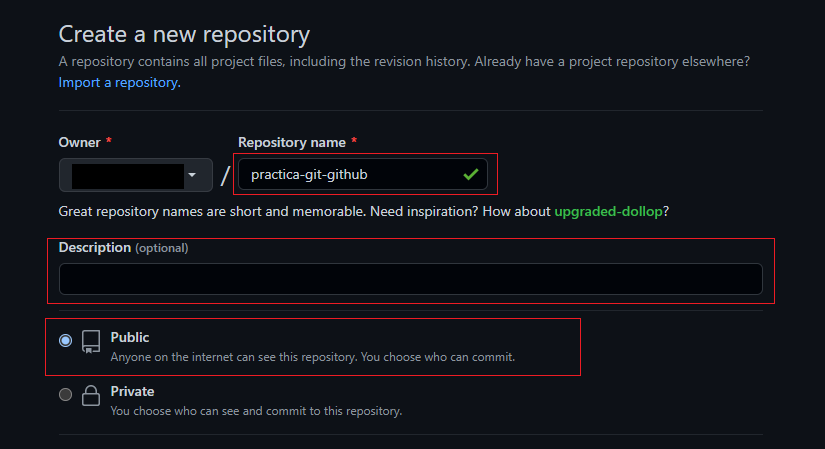 Create a new repository
A repository contains all project files, including the revision history. Already have a project repository elsewhere?
Import a repository.
Owner *
Repository name *
/
practica-git-github
Great repository names are short and memorable. Need inspiration? How about upgraded-dollop?
Description (optional)
Public
Anyone on the internet can see this repository. You choose who can commit.
Private
You choose who can see and commit to this repository.